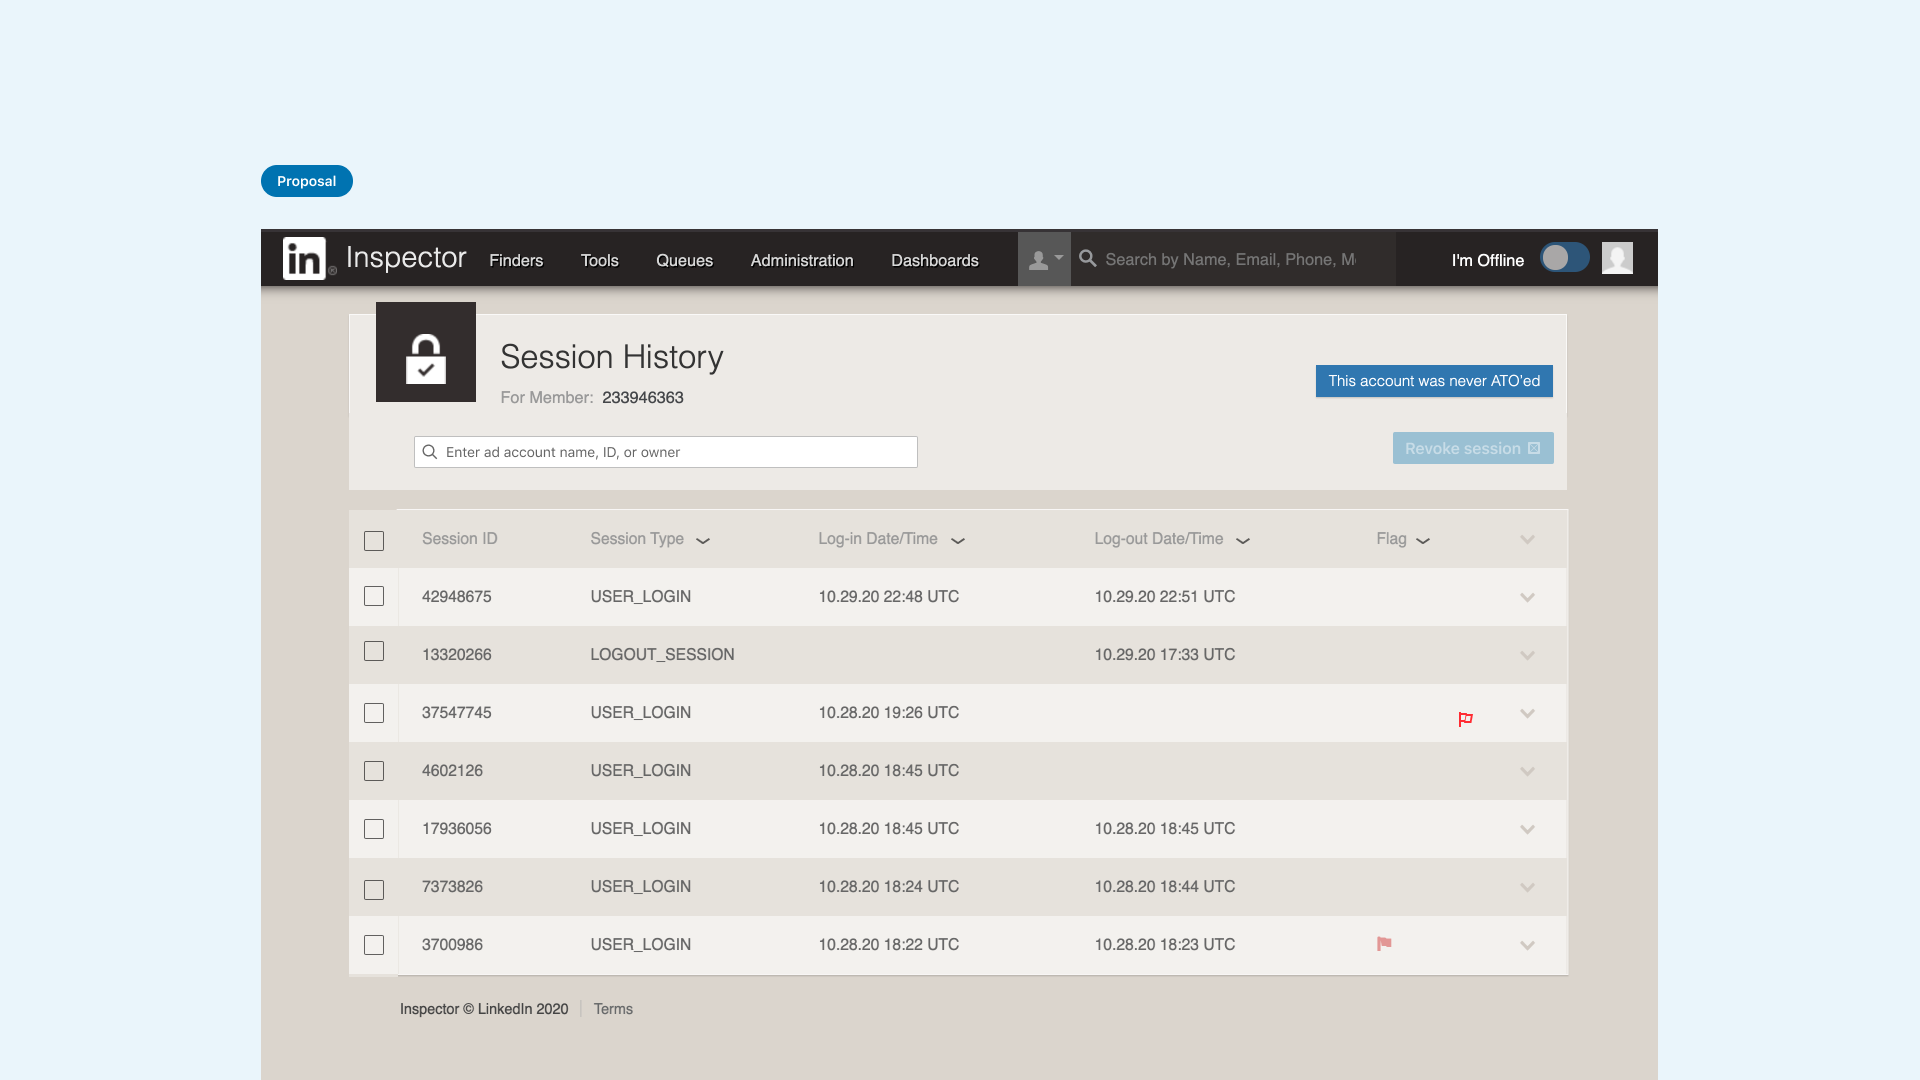 Proposal
in® Inspector Finders Tools Queues Administration Dashboards Search by Name, Email, Phone, M I'm Offline
Session History
For Member: 233946363
This account was never ATO'ed
Enter ad account name, ID, or owner
Revoke session
Session ID Session Type Log-in Date/Time Log-out Date/Time Flag
42948675 USER_LOGIN 10.29.20 22:48 UTC 10.29.20 22:51 UTC
13320266 LOGOUT_SESSION 10.29.20 17:33 UTC
37547745 USER_LOGIN 10.28.20 19:26 UTC
4602126 USER_LOGIN 10.28.20 18:45 UTC
17936056 USER_LOGIN 10.28.20 18:45 UTC 10.28.20 18:45 UTC
7373826 USER_LOGIN 10.28.20 18:24 UTC 10.28.20 18:44 UTC
3700986 USER_LOGIN 10.28.20 18:22 UTC 10.28.20 18:23 UTC
Inspector © LinkedIn 2020 Terms